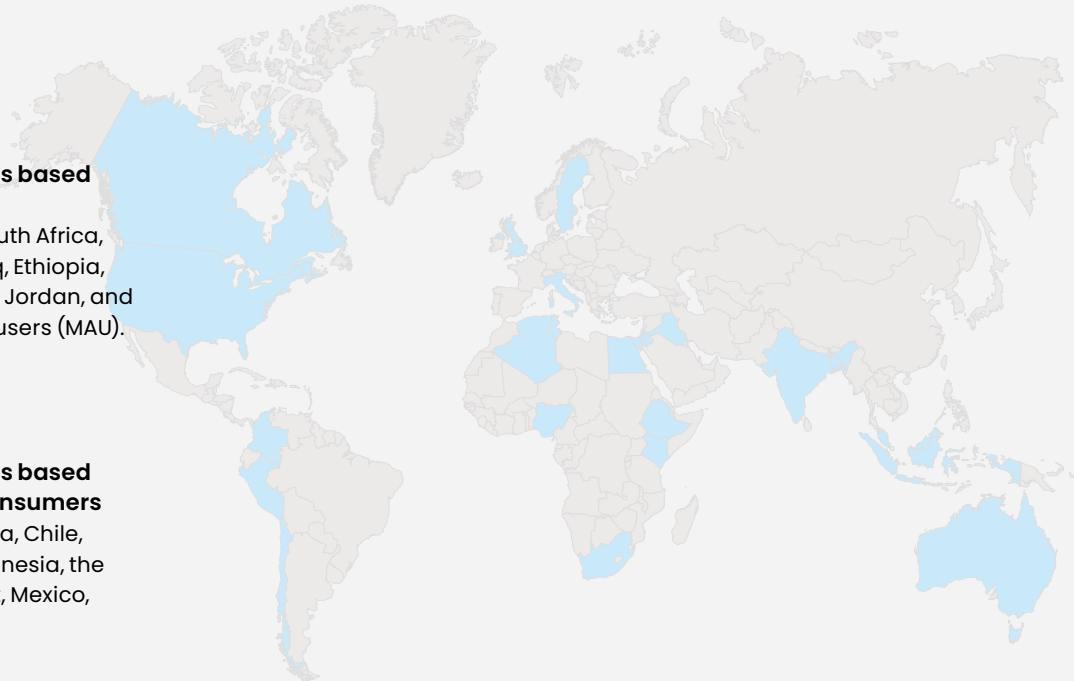 s based
uth Africa,
q, Ethiopia,
Jordan, and
users (MAU).
s based
nsumers
a, Chile,
nesia, the
, Mexico,